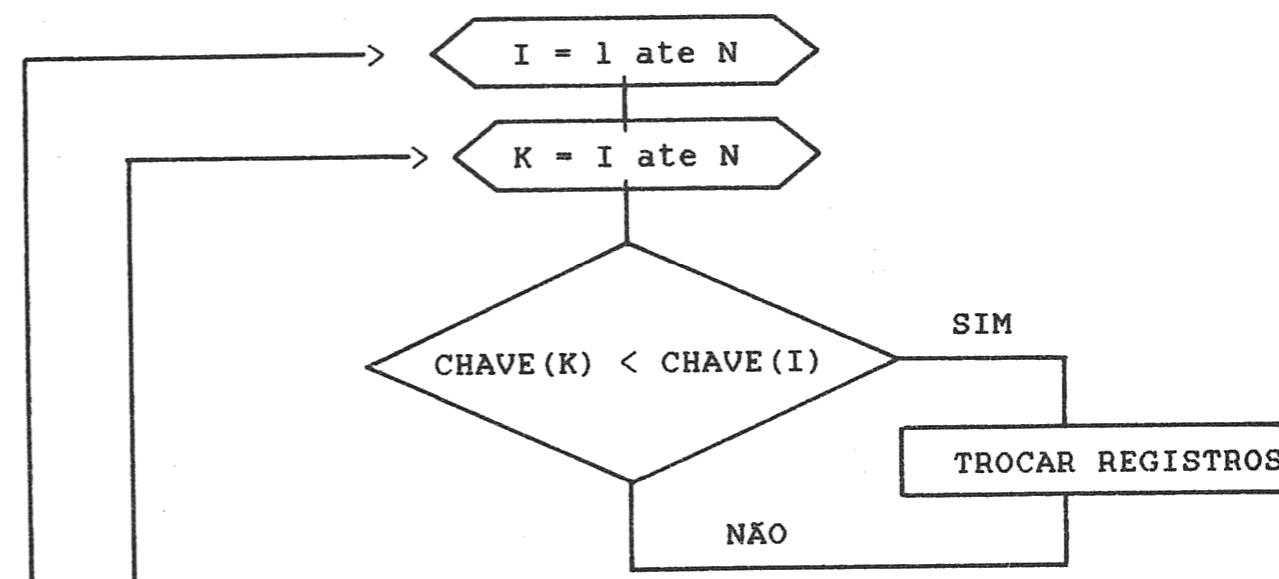 I = 1 ate N
K = I ate N
SIM
CHAVE(K) < CHAVE(I)
TROCAR REGISTROS
NÃO